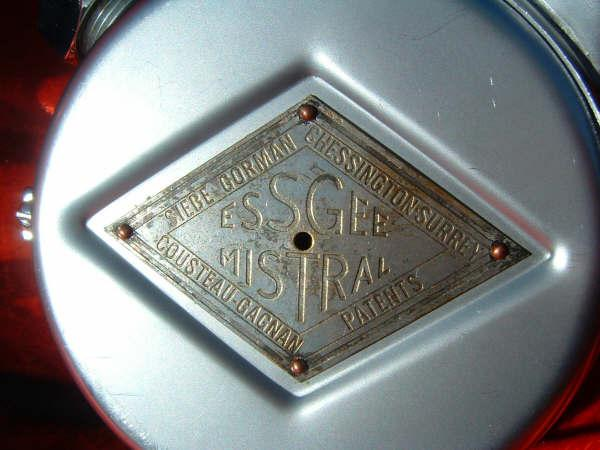 SIEBE-GORMAN
CHESSINGTON-SURREY
ESSGEE
MISTRAL
COUSTEAU-GAGNAN
PATENTS